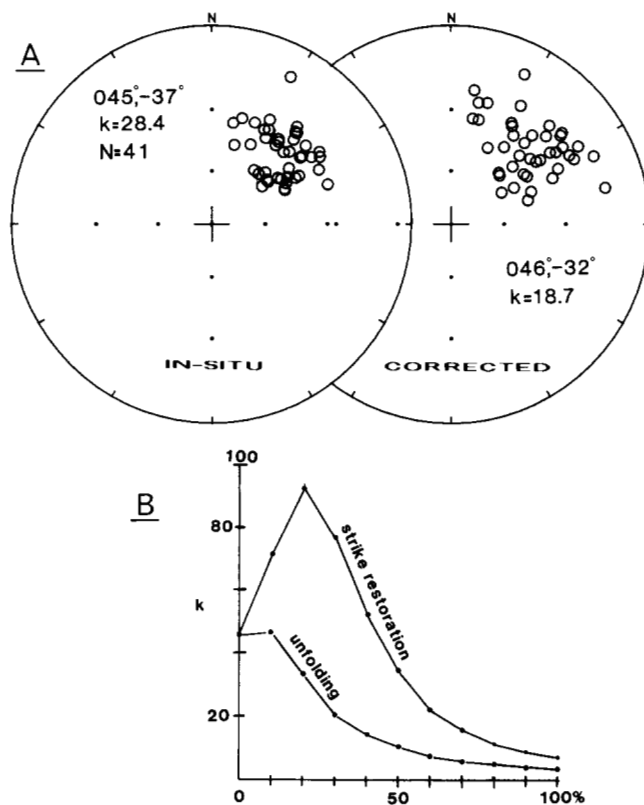 A
N
045°,-37°
k=28.4
N=41
IN-SITU
N
046°,-32°
k=18.7
CORRECTED
B
100
80
k
20
strike restoration
unfolding
0
50
100%